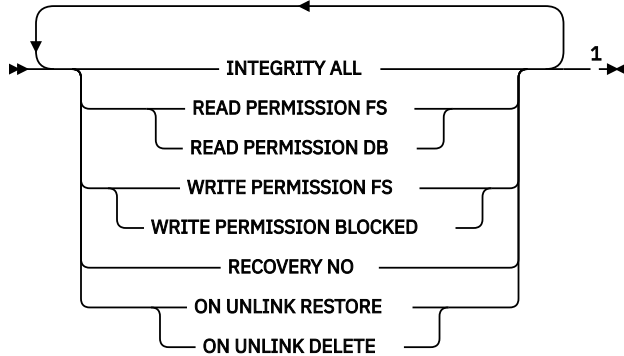 1
INTEGRITY ALL
READ PERMISSION FS
READ PERMISSION DB
WRITE PERMISSION FS
WRITE PERMISSION BLOCKED
RECOVERY NO
ON UNLINK RESTORE
ON UNLINK DELETE